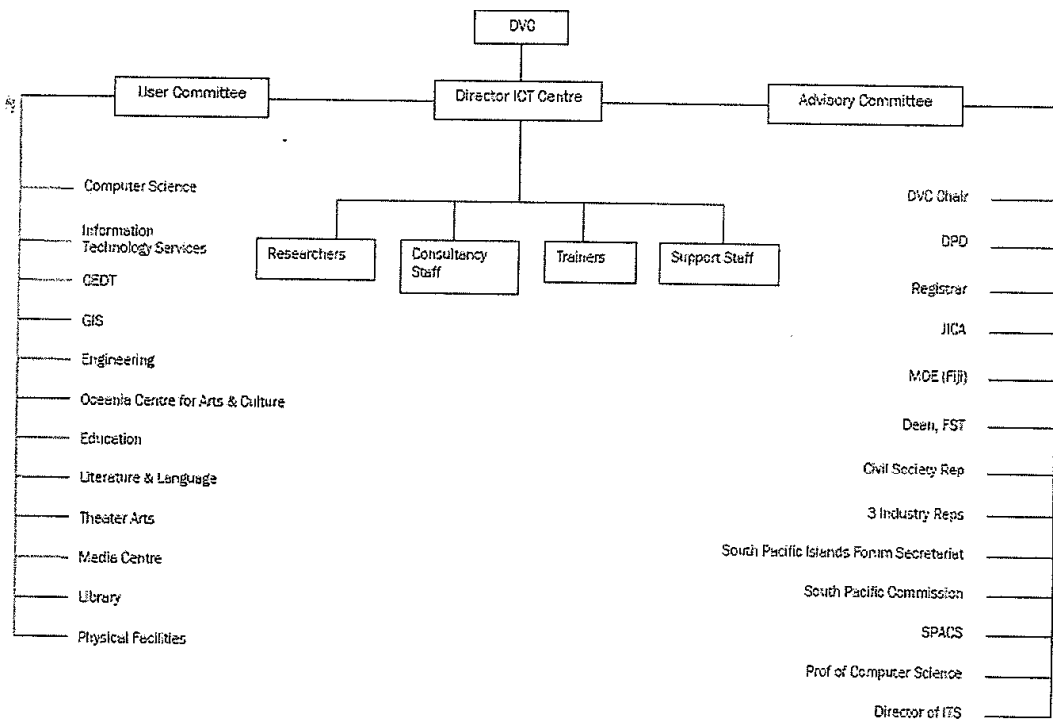 DVC
User Committee
Director ICT Centre
Advisory Committee
Computer Science
Information
Technology Services
CEDT
GIS
Engineering
Oceania Centre for Arts & Culture
Education
Literature & Language
Theater Arts
Media Centre
Library
Physical Facilities
Researchers
Consultancy
Staff
Trainers
Support Staff
DVC Chair
DPD
Registrar
JICA
MOE (Fiji)
Dean, FST
Civil Society Rep
3 Industry Reps
South Pacific Islands Forum Secretariat
South Pacific Commission
SPACS
Prof of Computer Science
Director of ITS